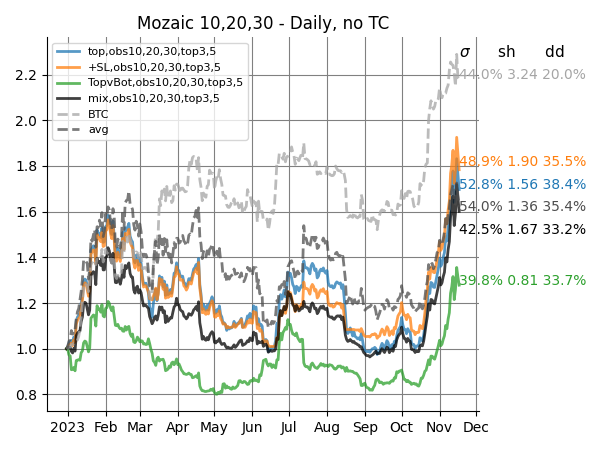 Mozaic 10,20,30 - Daily, no TC
σ sh dd
top,obs10,20,30,top3,5
+SL,obs10,20,30,top3,5
TopvBot,obs10,20,30,top3,5
mix,obs10,20,30,top3,5
BTC
avg
44.0% 3.24 20.0%
48.9% 1.90 35.5%
52.8% 1.56 38.4%
54.0% 1.36 35.4%
42.5% 1.67 33.2%
39.8% 0.81 33.7%
2.2
2.0
1.8
1.6
1.4
1.2
1.0
0.8
2023 Feb Mar Apr May Jun Jul Aug Sep Oct Nov Dec